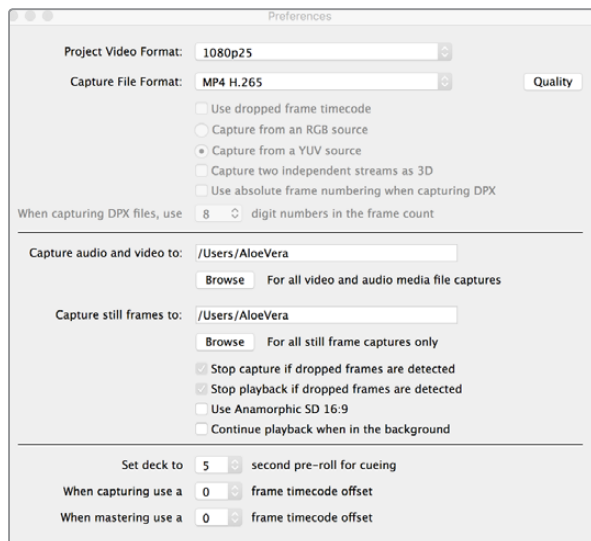 Preferences
Project Video Format: 1080p25
Capture File Format: MP4 H.265 Quality
Use dropped frame timecode
Capture from an RGB source
Capture from a YUV source
Capture two independent streams as 3D
Use absolute frame numbering when capturing DPX
When capturing DPX files, use 8 digit numbers in the frame count
Capture audio and video to: /Users/AloeVera
Browse For all video and audio media file captures
Capture still frames to: /Users/AloeVera
Browse For all still frame captures only
Stop capture if dropped frames are detected
Stop playback if dropped frames are detected
Use Anamorphic SD 16:9
Continue playback when in the background
Set deck to 5 second pre-roll for cueing
When capturing use a 0 frame timecode offset
When mastering use a 0 frame timecode offset